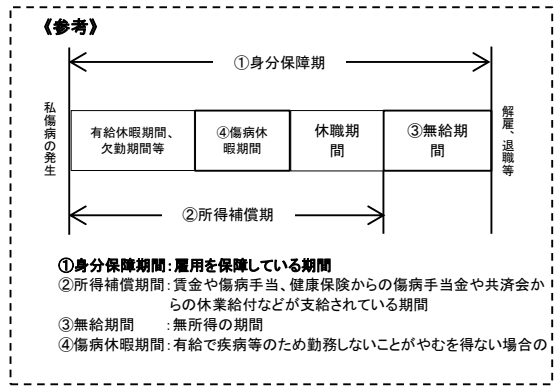 《参考》
①身分保障期
私傷病の発生
有給休暇期間、
欠勤期間等
④傷病休
暇期間
休職期
間
③無給期
間
解雇、退職等
②所得補償期
①身分保障期間:雇用を保障している期間
②所得補償期間:賃金や傷病手当、健康保険からの傷病手当金や共済会か
らの休業給付などが支給されている期間
③無給期間　:無所得の期間
④傷病休暇期間:有給で疾病等のため勤務しないことがやむを得ない場合の